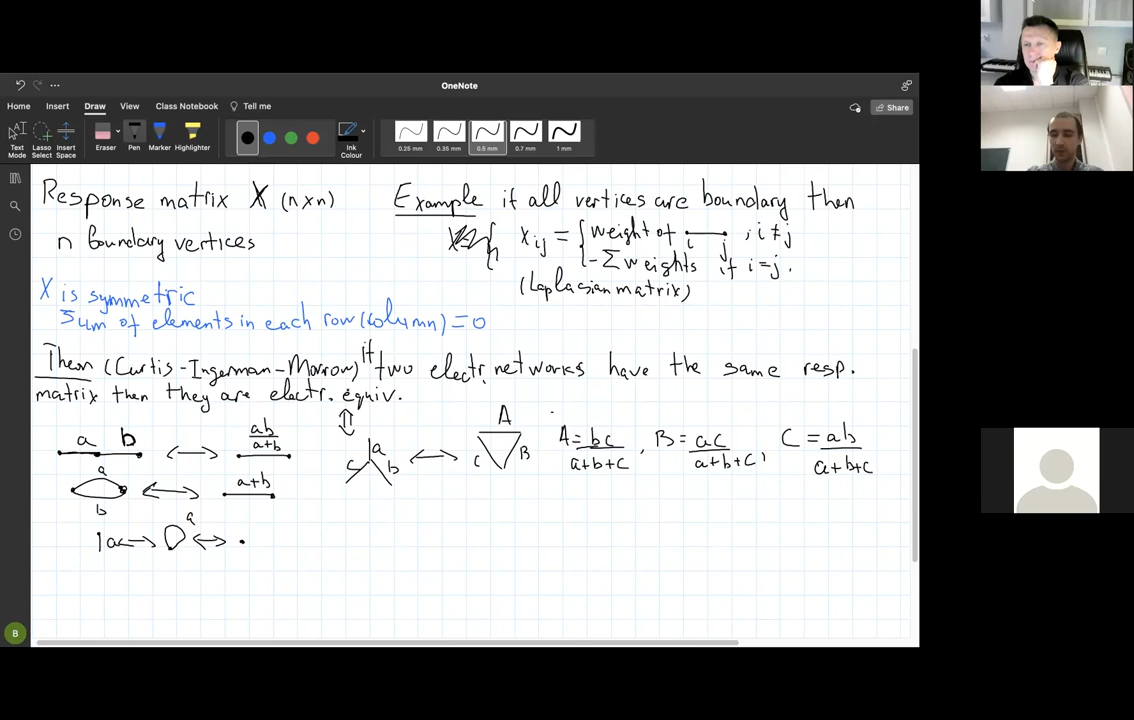 OneNote
Home Insert Draw View Class Notebook Tell me
Share
Text Mode Lasso Select Insert Space Eraser Pen Marker Highlighter Ink Colour 0.25 mm 0.35 mm 0.5 mm 0.7 mm 1 mm
Response matrix X (n×n)
n boundary vertices
Example if all vertices are boundary then
x_ij = { weight of i j , i ≠ j
- Σ weights if i = j.
(Laplacian matrix)
X is symmetric
Sum of elements in each row (column) = 0
Them (Curtis-Ingerman-Morrow) If two electr. networks have the same resp.
matrix then they are electr. equiv.
a b ↔ ab/(a+b)
a b ↔ a+b
a ↔ a ↔ .
⇕
a b c ↔ A B C
A = bc/(a+b+c), B = ac/(a+b+c), C = ab/(a+b+c)
B